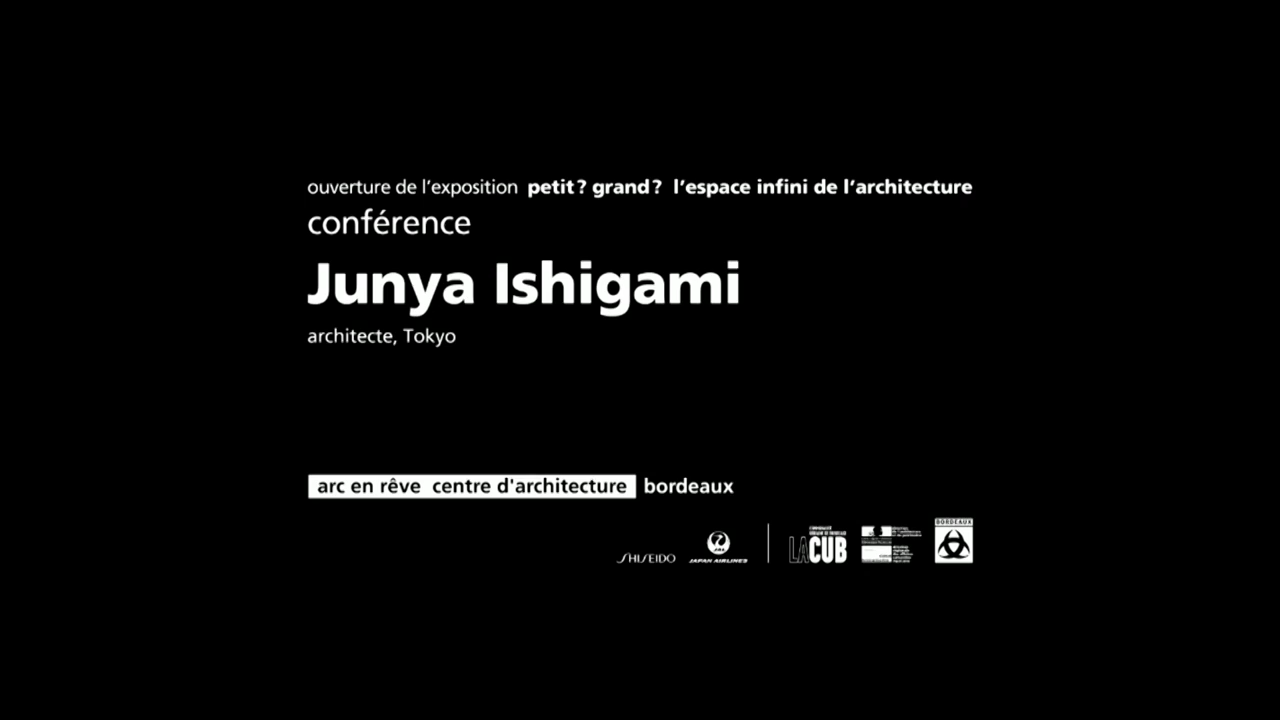 ouverture de l'exposition petit ? grand ? l'espace infini de l'architecture
conférence
Junya Ishigami
architecte, Tokyo
arc en rêve centre d'architecture bordeaux
SHISEIDO
JAL
JAPAN AIRLINES
LACUB
BORDEAUX